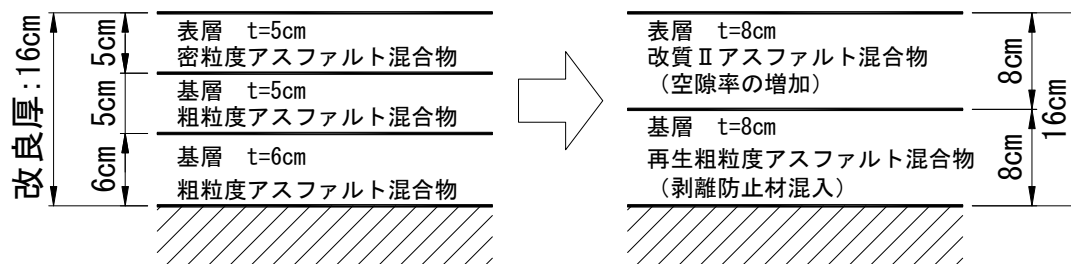 改良厚:16cm
5cm
5cm
6cm
表層 t=5cm
密粒度アスファルト混合物
基層 t=5cm
粗粒度アスファルト混合物
基層 t=6cm
粗粒度アスファルト混合物
表層 t=8cm
改質Ⅱアスファルト混合物
（空隙率の増加）
基層 t=8cm
再生粗粒度アスファルト混合物
（剥離防止材混入）
8cm
8cm
16cm